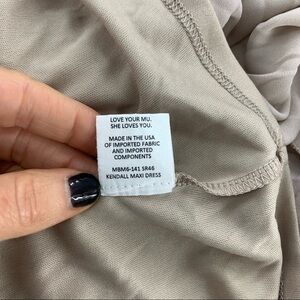 LOVE YOUR MU.
SHE LOVES YOU.
MADE IN THE USA
OF IMPORTED FABRIC
AND IMPORTED
COMPONENTS
MBM6-141 SR46
KENDALL MAXI DRESS